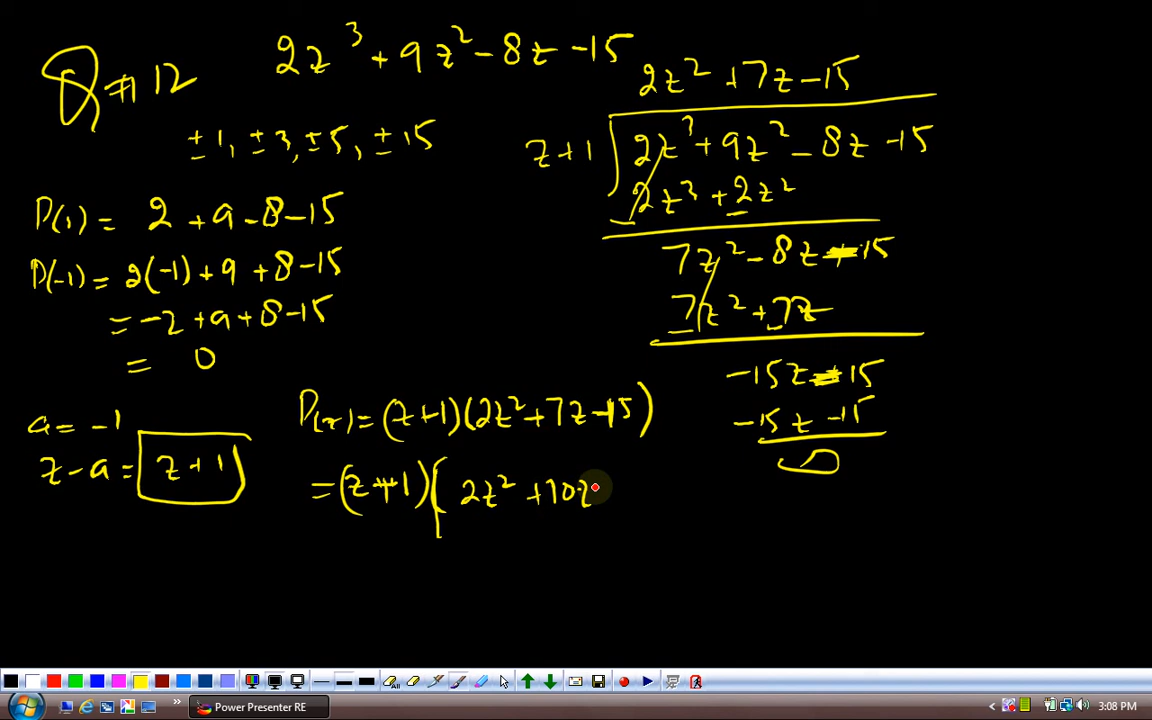 Q # 12
2z³ + 9z² - 8z - 15
± 1, ± 3, ± 5, ± 15
P(1) = 2 + 9 - 8 - 15
P(-1) = 2(-1) + 9 + 8 - 15
= -2 + 9 + 8 - 15
= 0
a = -1
z - a = z + 1
2z² + 7z - 15
z + 1 2z³ + 9z² - 8z - 15
2z³ + 2z²
7z² - 8z - 15
7z² + 7z
-15z - 15
-15z - 15
0
P(x) = (z+1)(2z² + 7z - 15)
= (z+1)(2z² + 10z
Power Presenter RE
3:08 PM